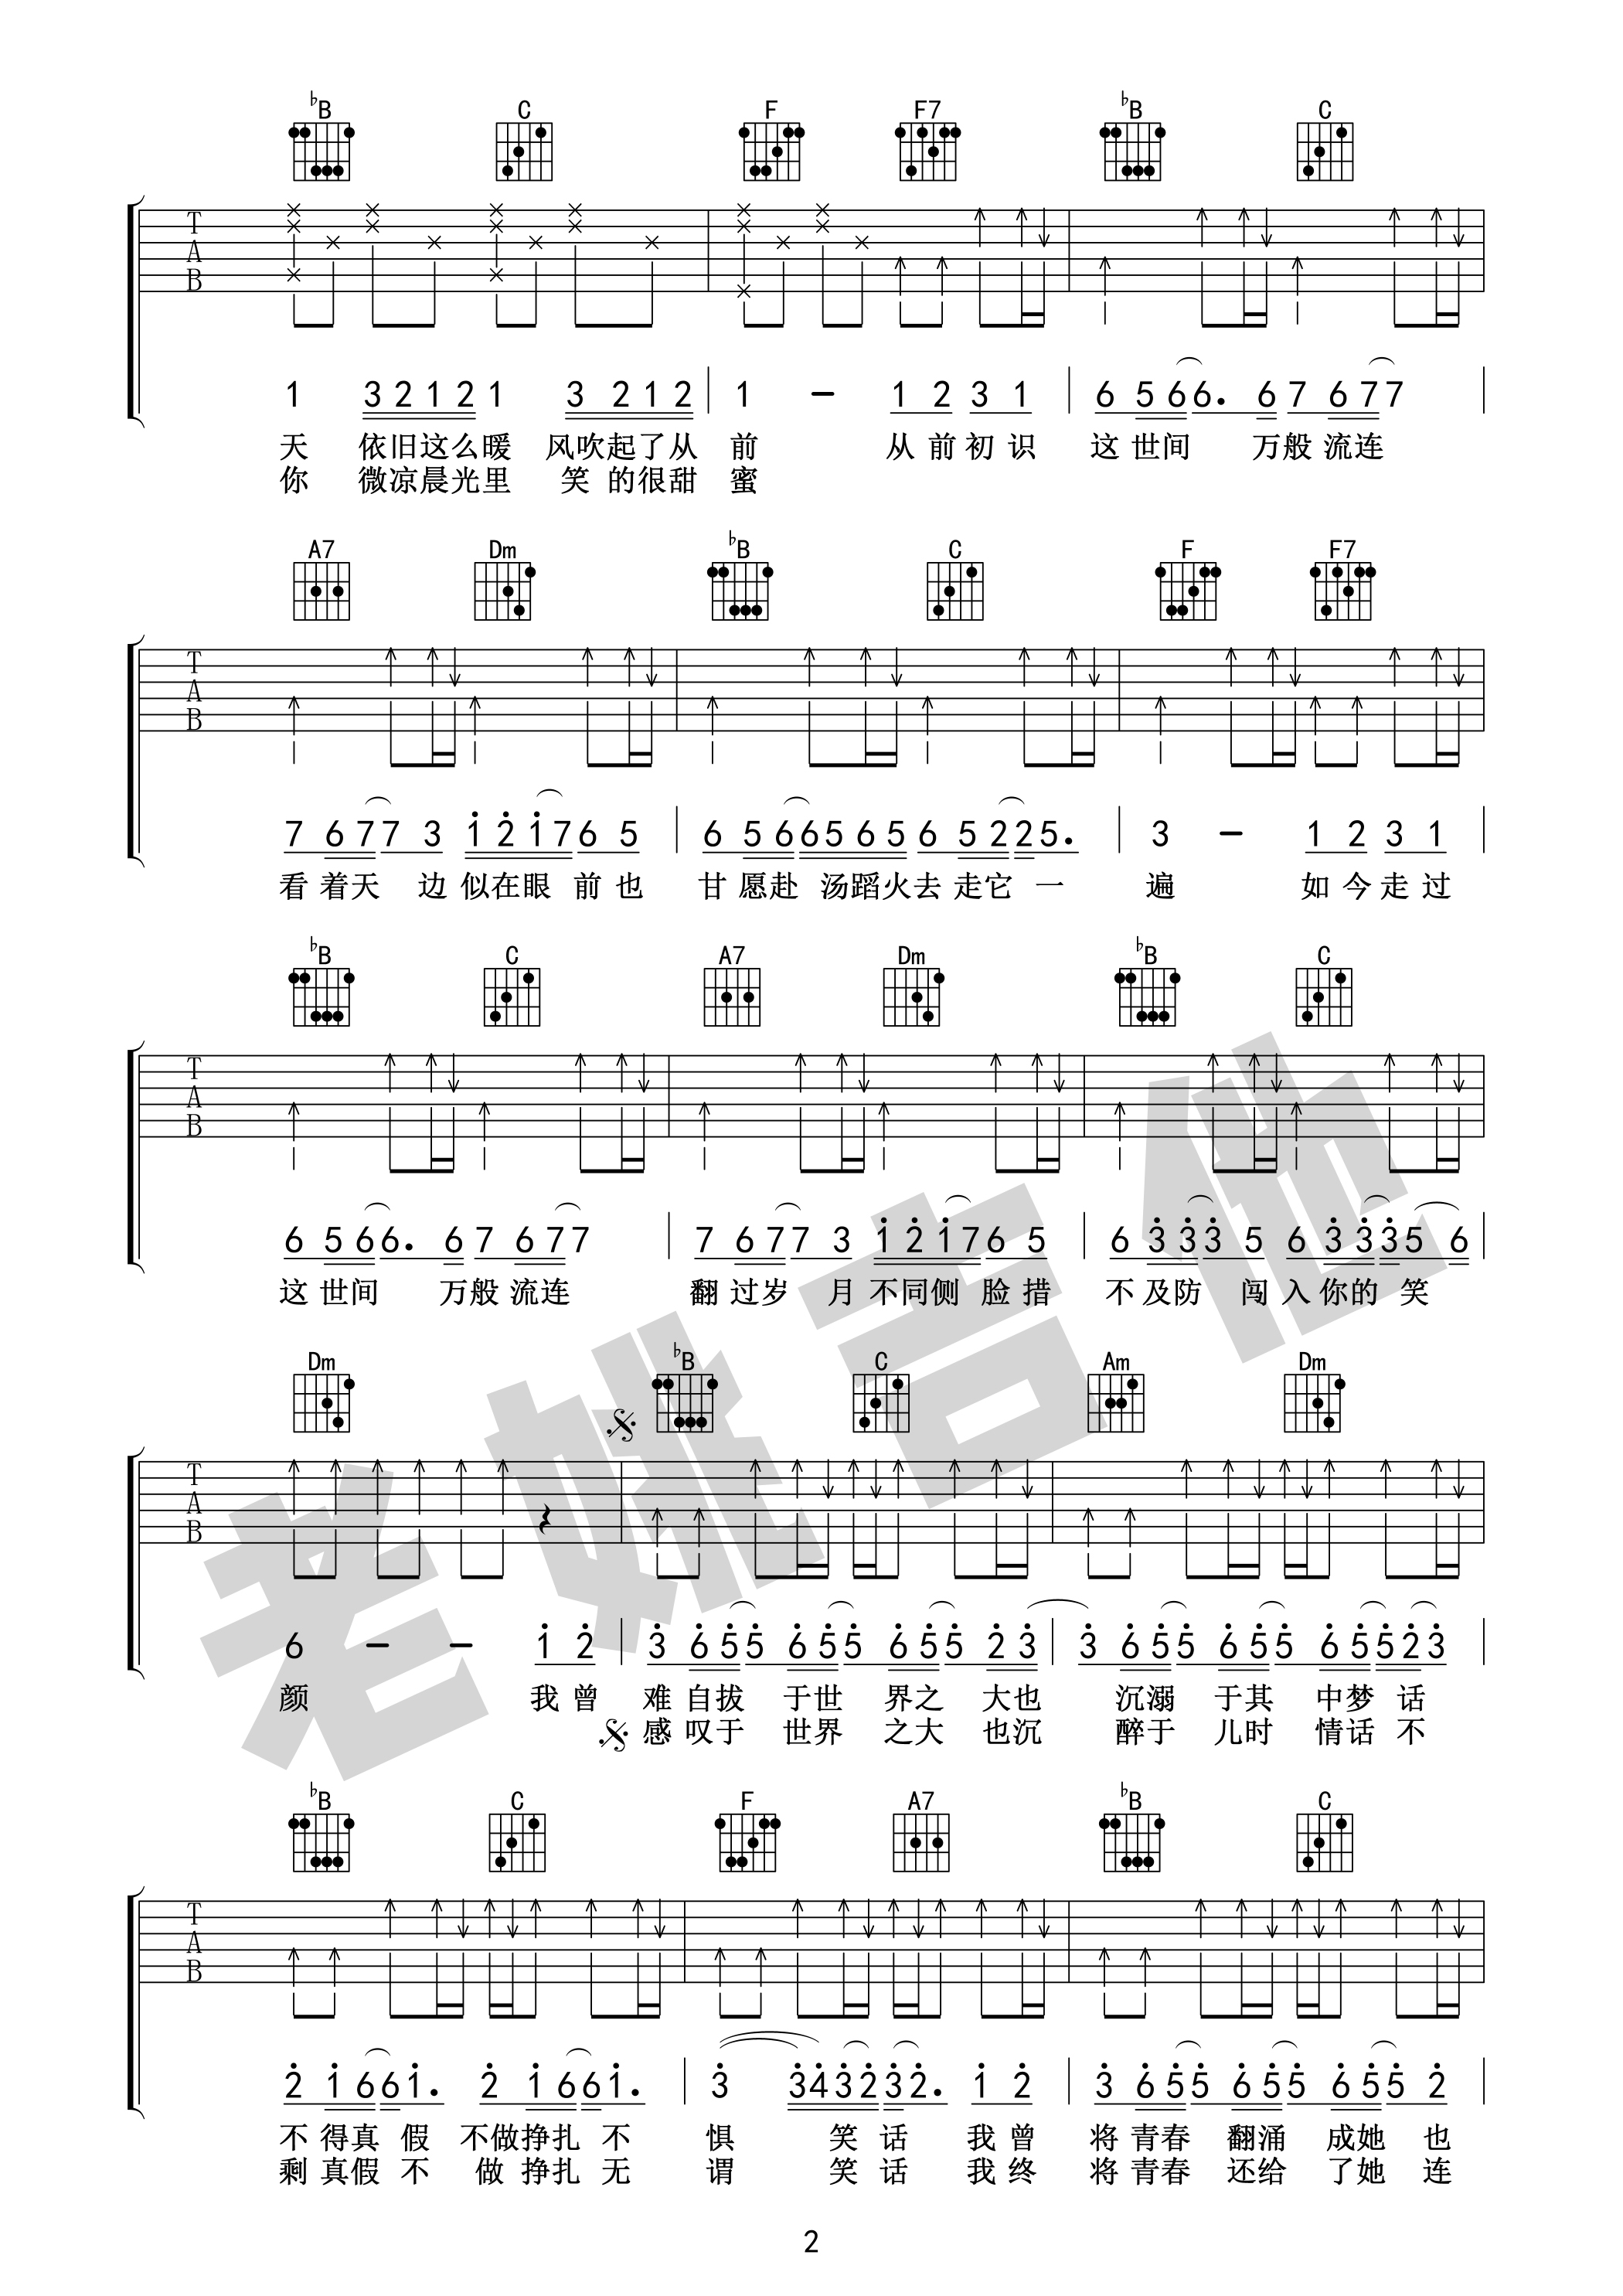 ♭B C F F7 ♭B C
T
A
B
1 3 2 1 2 1 3 2 1 2 1 - 1 2 3 1 6 5 6 6. 6 7 6 7 7
天 依旧这么暖 风吹起了从 前 从前初识 这世间 万般流连
你 微凉晨光里 笑的很甜 蜜
A7 Dm ♭B C F F7
T
A
B
7 6 7 7 3 1 2 1 7 6 5 6 5 6 6 5 6 5 6 5 2 2 5. 3 - 1 2 3 1
看着天 边 似在眼 前也 甘愿赴 汤蹈火去 走它 一 遍 如今走过
♭B C A7 Dm ♭B C
T
A
B
6 5 6 6. 6 7 6 7 7 7 6 7 7 3 1 2 1 7 6 5 6 3 3 3 5 6 3 3 3 5 6
这世间 万般流连 翻过岁 月 不同侧 脸措 不及防 闯入你的 笑
Dm ♭B C Am Dm
T
A
B
6 - - 1 2 3 6 5 5 6 5 5 6 5 5 2 3 3 6 5 5 6 5 5 6 5 5 2 3
颜 我曾 难自拔 于世 界之 大也 沉溺 于其 中梦 话
感叹于 世界 之大 也沉 醉于 儿时 情话 不
♭B C F A7 ♭B C
T
A
B
2 1 6 6 1. 2 1 6 6 1. 3 3 4 3 2 3 2. 1 2 3 6 5 5 6 5 5 6 5 5 2
不得真 假 不做挣扎 不 惧 笑话 我曾 将青春 翻涌 成她 也
剩真假 不 做 挣扎 无 谓 笑话 我终 将青春 还给 了她 连
老姚吉他
2